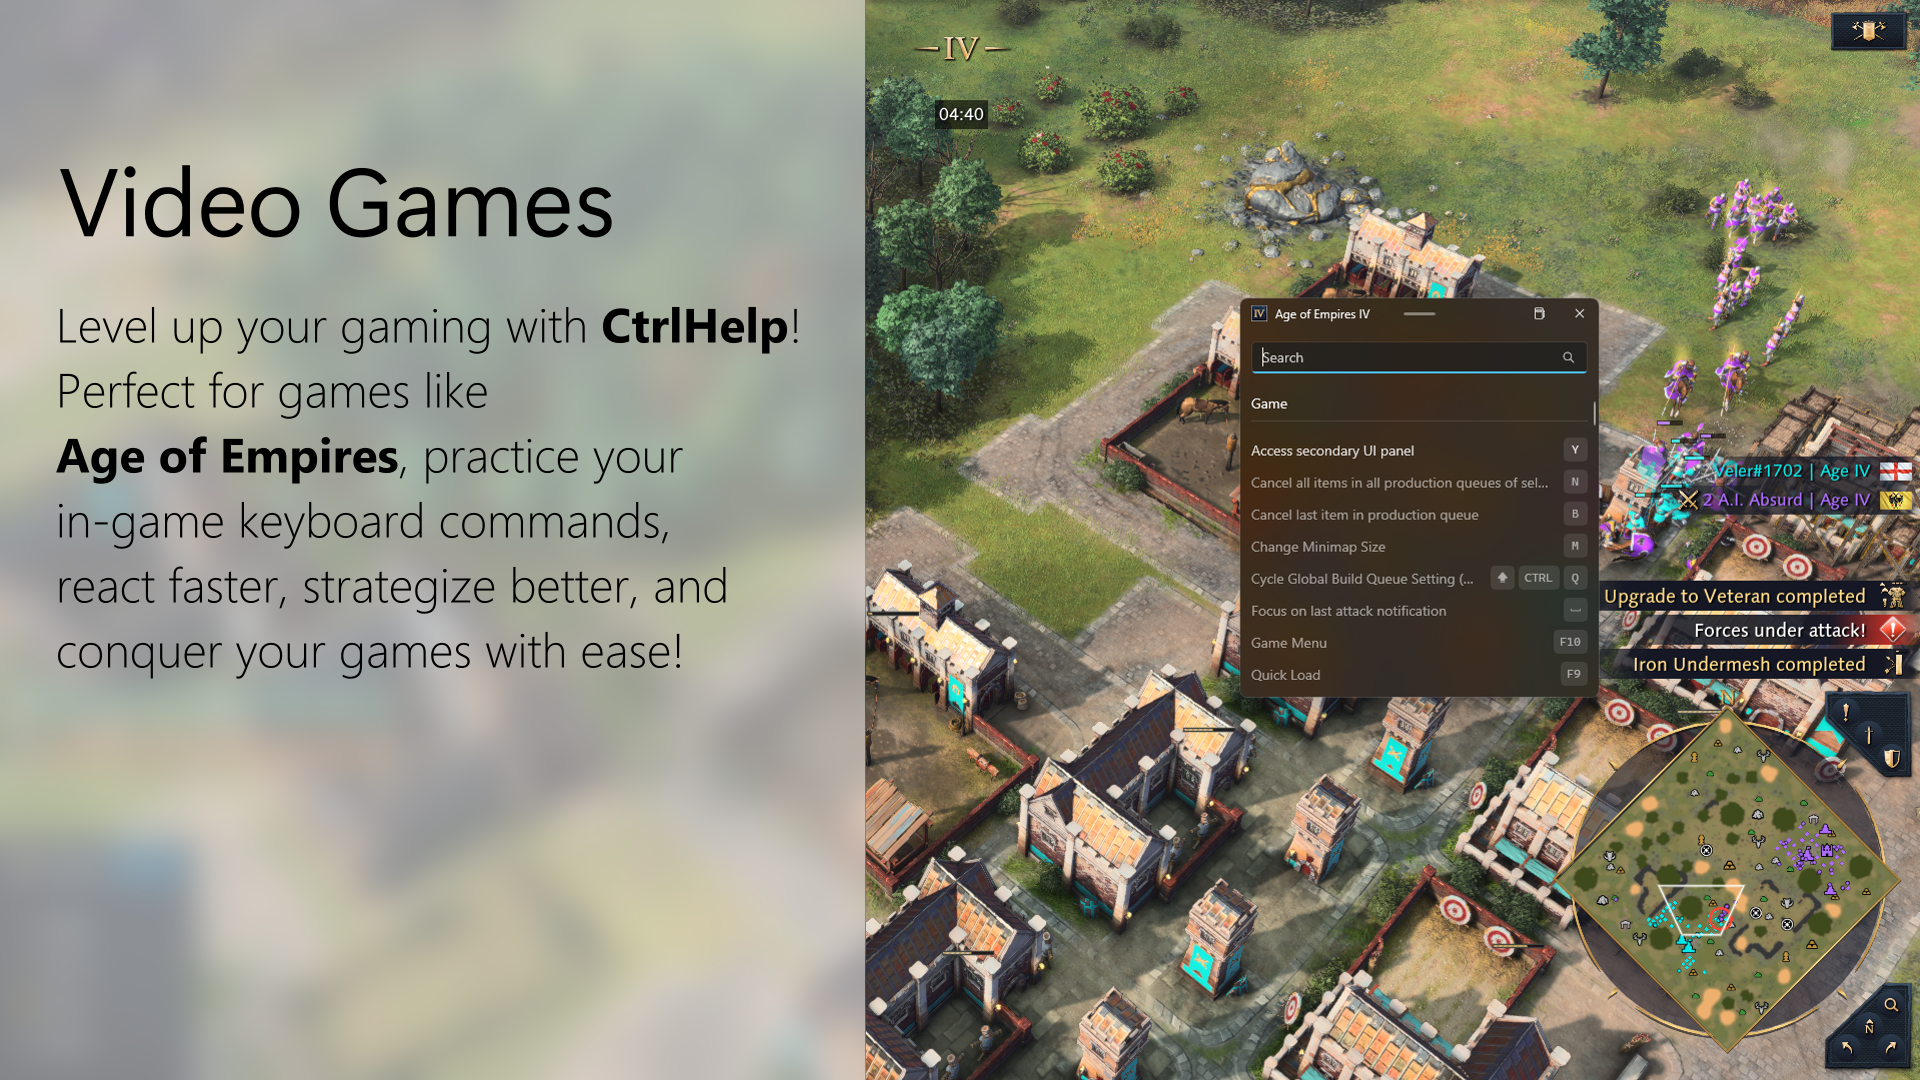 Video Games
Level up your gaming with CtrlHelp!
Perfect for games like
Age of Empires, practice your
in-game keyboard commands,
react faster, strategize better, and
conquer your games with ease!
IV
04:40
IV Age of Empires IV
Search
Game
Access secondary UI panel Y
Cancel all items in all production queues of sel... N
Cancel last item in production queue B
Change Minimap Size M
Cycle Global Build Queue Setting (... CTRL Q
Focus on last attack notification
Game Menu F10
Quick Load F9
Veler#1702 | Age IV
2 A.I. Absurd | Age IV
Upgrade to Veteran completed
Forces under attack!
Iron Undermesh completed
N
N